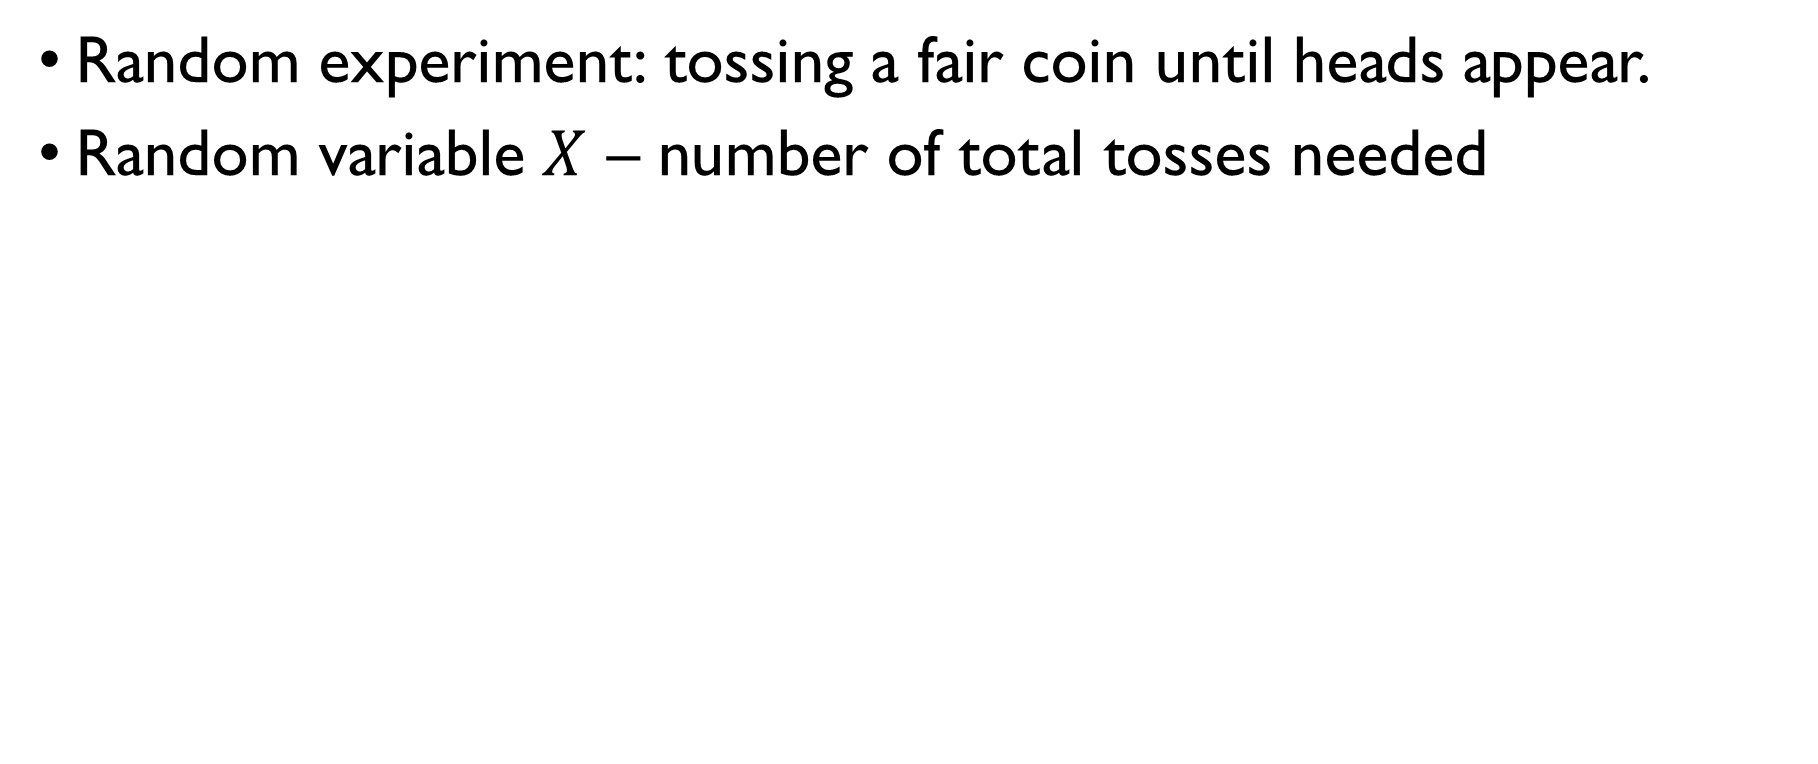 • Random experiment: tossing a fair coin until heads appear.
• Random variable X – number of total tosses needed